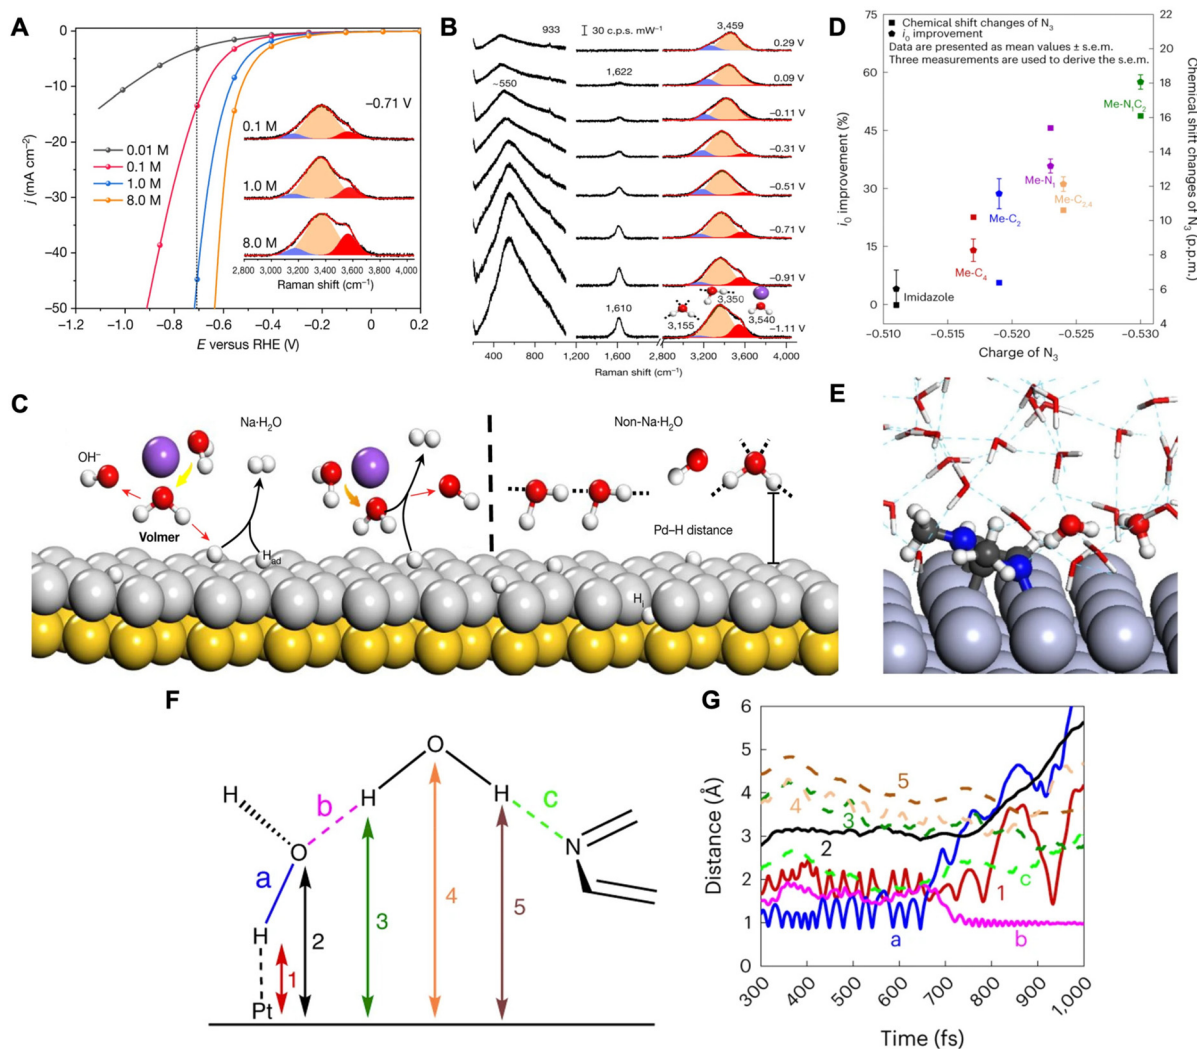 A
0
-10
-20
-30
-40
-50
j (mA cm⁻²)
−0.71 V
0.1 M
1.0 M
8.0 M
0.01 M
0.1 M
1.0 M
8.0 M
2,800 3,200 3,600 4,000
Raman shift (cm⁻¹)
-1.2 -1.0 -0.8 -0.6 -0.4 -0.2 0 0.2
E versus RHE (V)
B
933
30 c.p.s. mW⁻¹
3,459
0.29 V
~550
1,622
0.09 V
−0.11 V
−0.31 V
−0.51 V
−0.71 V
−0.91 V
1,610
3,155
3,350
3,540
−1.11 V
400 800 1,200 1,600 2,800 3,200 3,600 4,000
Raman shift (cm⁻¹)
D
75
60
45
30
15
0
i₀ improvement (%)
Chemical shift changes of N₃
i₀ improvement
Data are presented as mean values ± s.e.m.
Three measurements are used to derive the s.e.m.
Me-N₁C₂
Me-N₁
Me-C₂,₄
Me-C₂
Me-C₄
Imidazole
22
20
18
16
14
12
10
8
6
4
Chemical shift changes of N₃ (p.p.m.)
−0.510 −0.515 −0.520 −0.525 −0.530
Charge of N₃
C
Na·H₂O
Non-Na·H₂O
OH⁻
Volmer
H_ad
Pd–H distance
H_i
E
F
O
H
b
H
H
c
O
N
a
H
1
2
3
4
5
Pt
G
6
5
4
3
2
1
0
Distance (Å)
5
4
3
2
c
1
a
b
300
400
500
600
700
800
900
1,000
Time (fs)